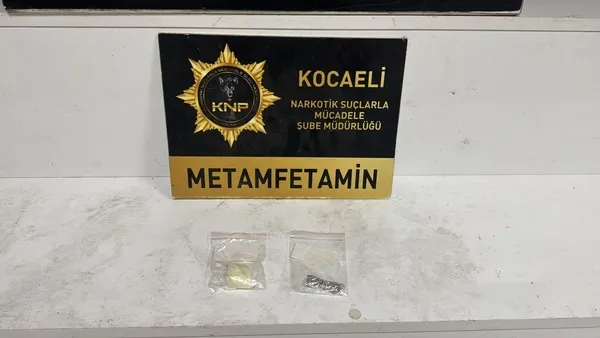 KNP
KOCAELİ
NARKOTİK SUÇLARLA
MÜCADELE
ŞUBE MÜDÜRLÜĞÜ
METAMFETAMİN